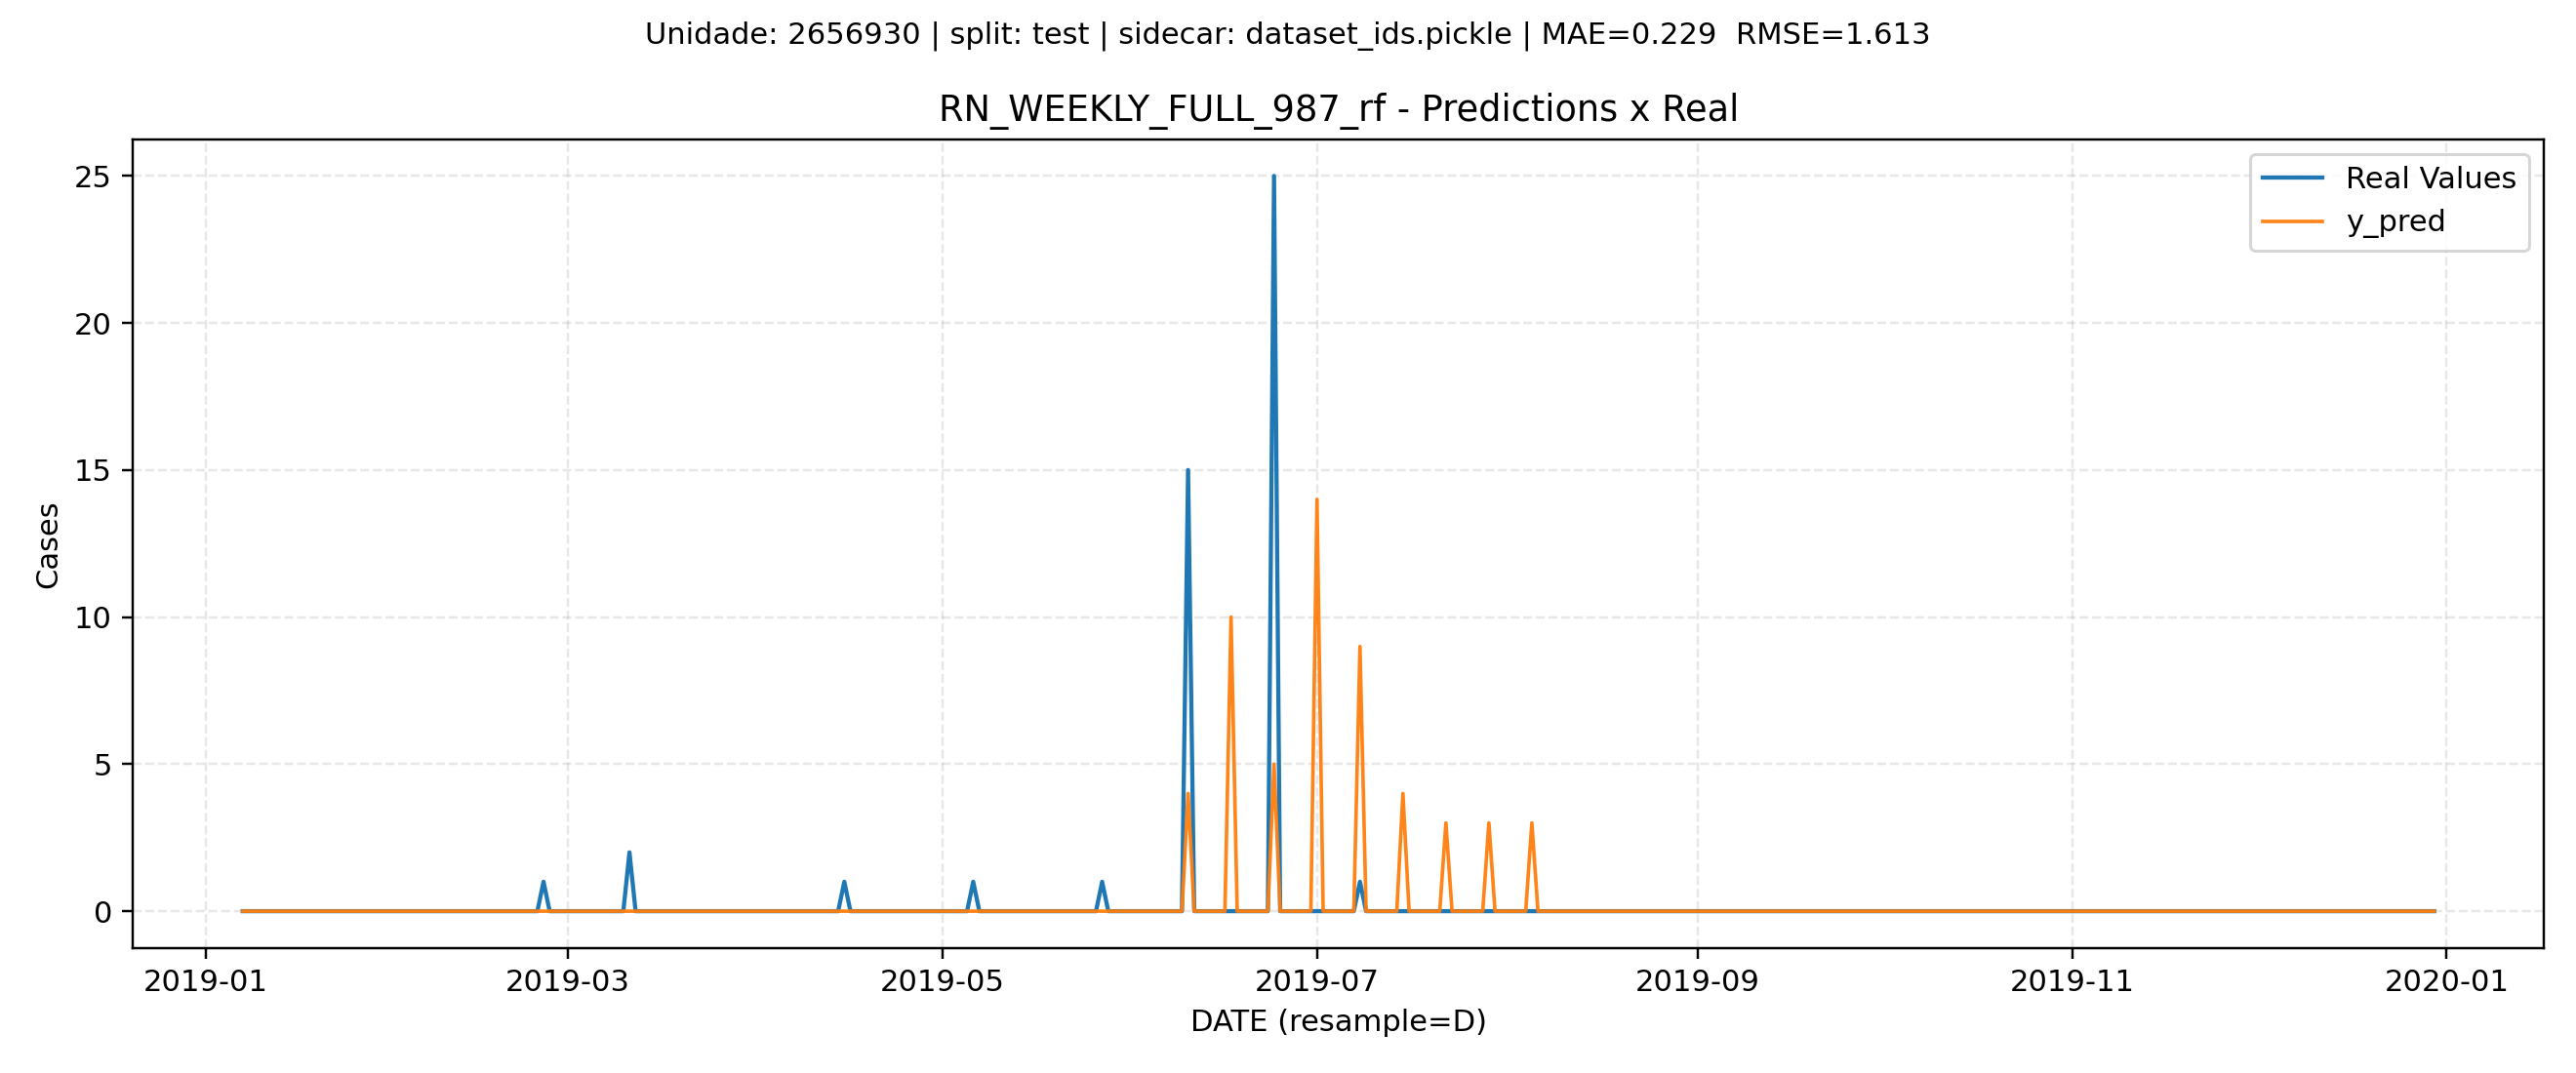 Unidade: 2656930 | split: test | sidecar: dataset_ids.pickle | MAE=0.229  RMSE=1.613
RN_WEEKLY_FULL_987_rf - Predictions x Real
Real Values
y_pred
25
20
15
10
5
0
Cases
2019-01
2019-03
2019-05
2019-07
2019-09
2019-11
2020-01
DATE (resample=D)